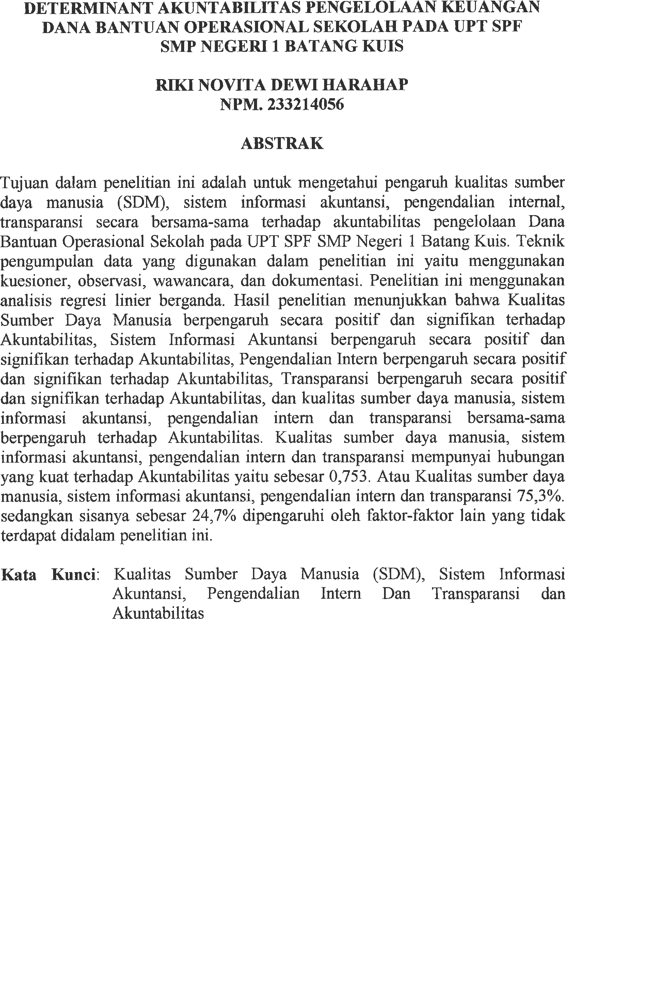 DETERMINANT AKUNTABILITAS PENGELOLAAN KEUANGAN
DANA BANTUAN OPERASIONAL SEKOLAH PADA UPT SPF
SMP NEGERI 1 BATANG KUIS
RIKI NOVITA DEWI HARAHAP
NPM. 233214056
ABSTRAK
Tujuan dalam penelitian ini adalah untuk mengetahui pengaruh kualitas sumber
daya manusia (SDM), sistem informasi akuntansi, pengendalian internal,
transparansi secara bersama-sama terhadap akuntabilitas pengelolaan Dana
Bantuan Operasional Sekolah pada UPT SPF SMP Negeri 1 Batang Kuis. Teknik
pengumpulan data yang digunakan dalam penelitian ini yaitu menggunakan
kuesioner, observasi, wawancara, dan dokumentasi. Penelitian ini menggunakan
analisis regresi linier berganda. Hasil penelitian menunjukkan bahwa Kualitas
Sumber Daya Manusia berpengaruh secara positif dan signifikan terhadap
Akuntabilitas, Sistem Informasi Akuntansi berpengaruh secara positif dan
signifikan terhadap Akuntabilitas, Pengendalian Intern berpengaruh secara positif
dan signifikan terhadap Akuntabilitas, Transparansi berpengaruh secara positif
dan signifikan terhadap Akuntabilitas, dan kualitas sumber daya manusia, sistem
informasi akuntansi, pengendalian intern dan transparansi bersama-sama
berpengaruh terhadap Akuntabilitas. Kualitas sumber daya manusia, sistem
informasi akuntansi, pengendalian intern dan transparansi mempunyai hubungan
yang kuat terhadap Akuntabilitas yaitu sebesar 0,753. Atau Kualitas sumber daya
manusia, sistem informasi akuntansi, pengendalian intern dan transparansi 75,3%.
sedangkan sisanya sebesar 24,7% dipengaruhi oleh faktor-faktor lain yang tidak
terdapat didalam penelitian ini.
Kata Kunci: Kualitas Sumber Daya Manusia (SDM), Sistem Informasi
Akuntansi, Pengendalian Intern Dan Transparansi dan
Akuntabilitas